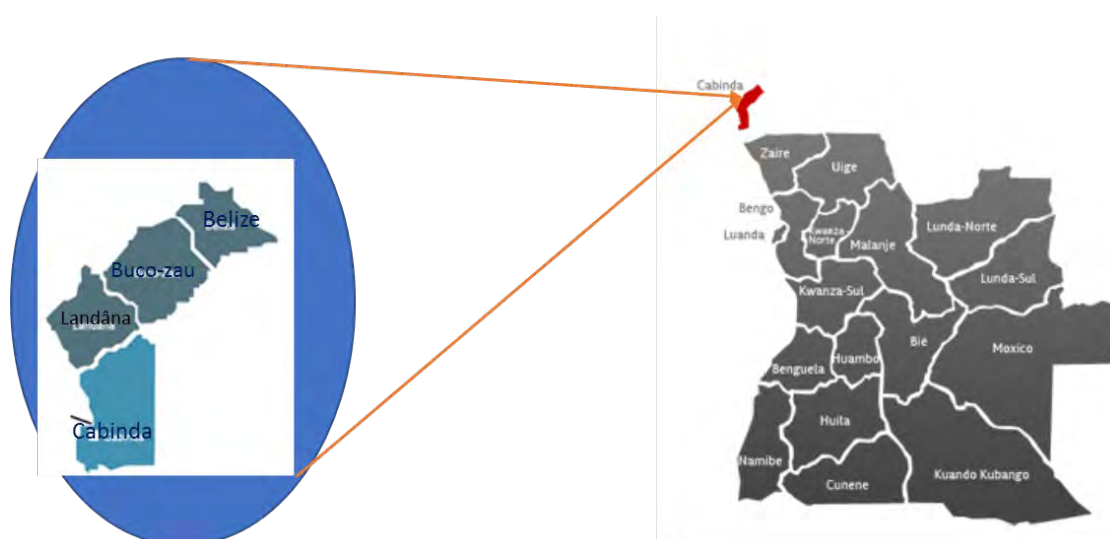 Belize
Buco-zau
Landâna
Cabinda
Cabinda
Zaire
Uige
Bengo
Luanda
Kwanza
Norte
Malanje
Lunda-Norte
Lunda-Sul
Kwanza-Sul
Bié
Moxico
Huambo
Benguela
Huíla
Namibe
Cunene
Kuando Kubango